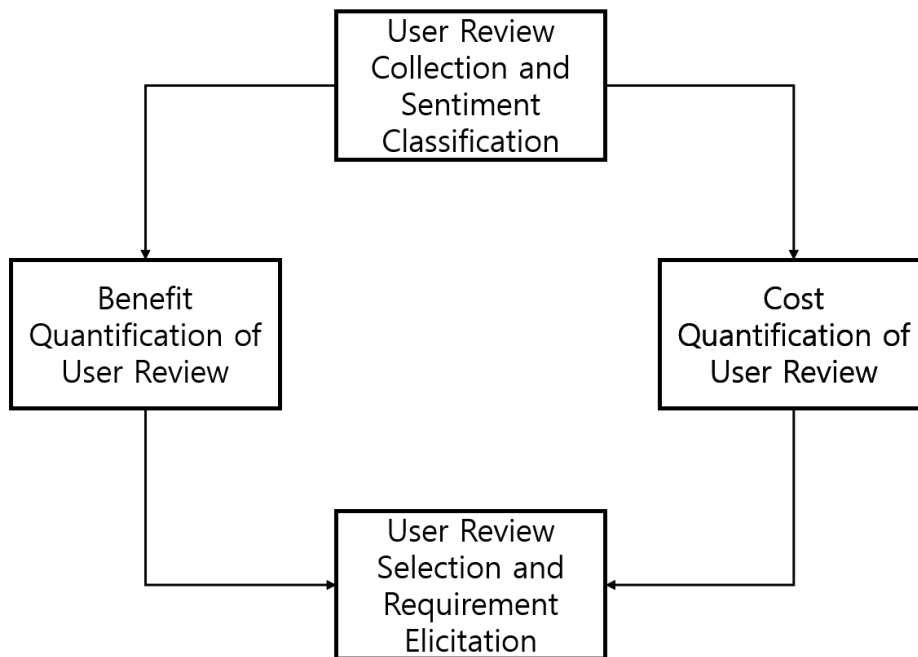 User Review
Collection and
Sentiment
Classification
Benefit
Quantification of
User Review
Cost
Quantification of
User Review
User Review
Selection and
Requirement
Elicitation